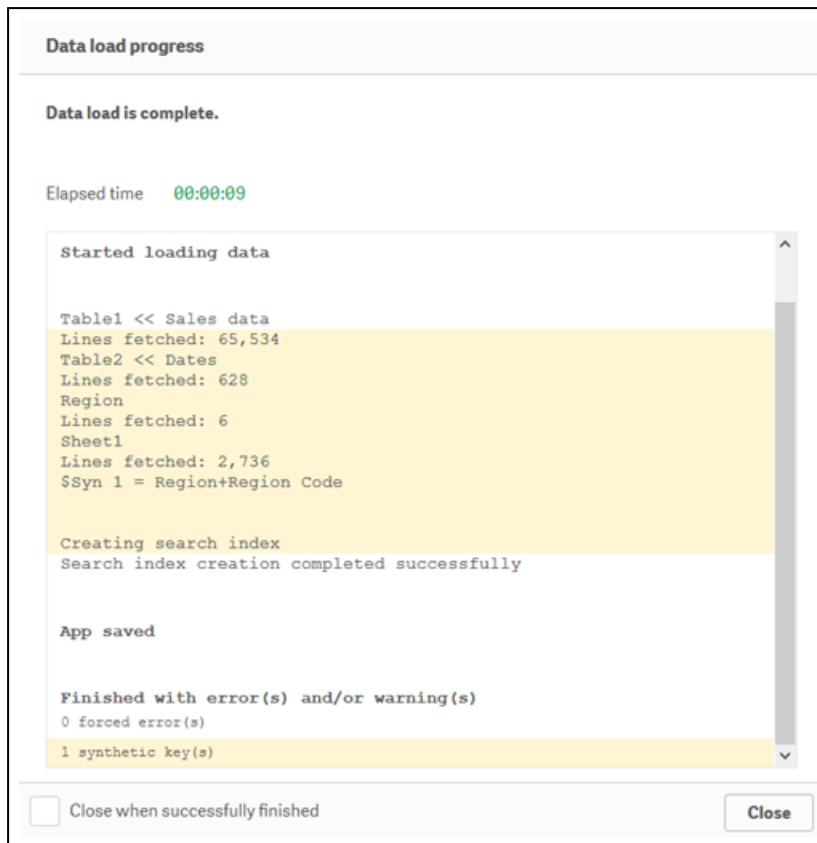 Data load progress
Data load is complete.
Elapsed time 00:00:09
Started loading data
Table1 << Sales data
Lines fetched: 65,534
Table2 << Dates
Lines fetched: 628
Region
Lines fetched: 6
Sheet1
Lines fetched: 2,736
$Syn 1 = Region+Region Code
Creating search index
Search index creation completed successfully
App saved
Finished with error(s) and/or warning(s)
0 forced error(s)
1 synthetic key(s)
Close when successfully finished
Close